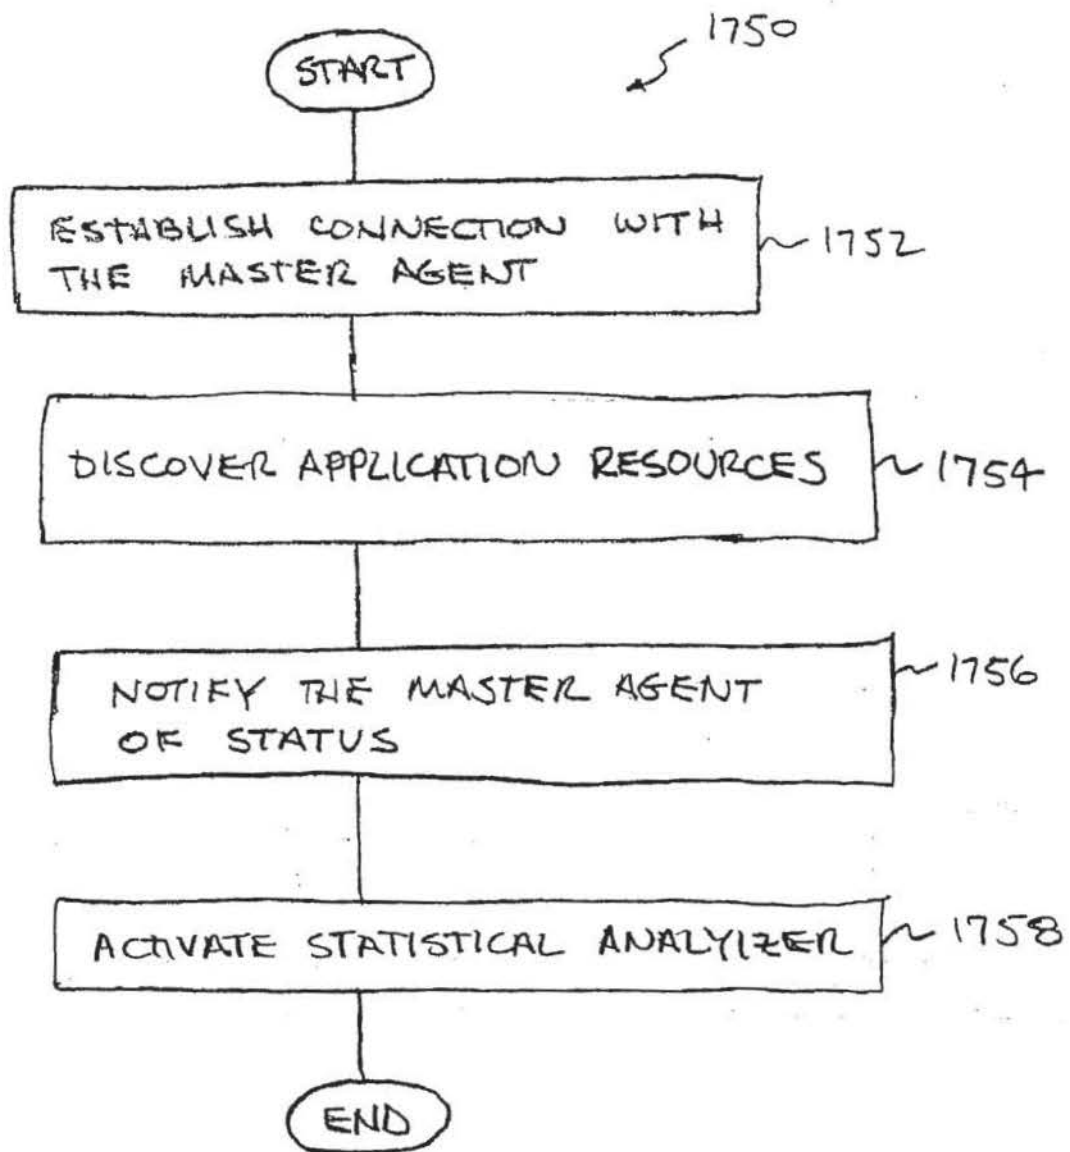 1750
START
ESTABLISH CONNECTION WITH
THE MASTER AGENT
1752
DISCOVER APPLICATION RESOURCES
1754
NOTIFY THE MASTER AGENT
OF STATUS
1756
ACTIVATE STATISTICAL ANALYIZER
1758
END